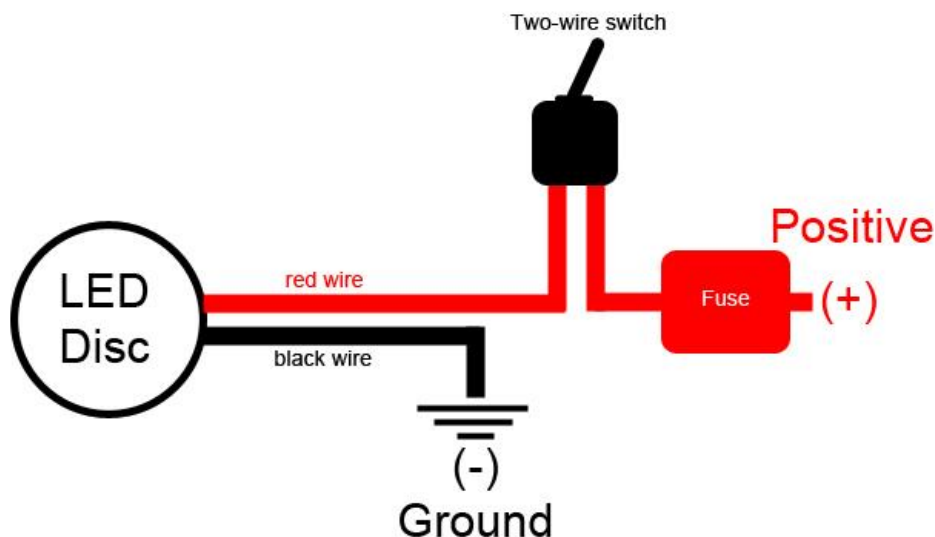 Two-wire switch
Positive
(+)
Fuse
red wire
LED
Disc
black wire
(-)
Ground